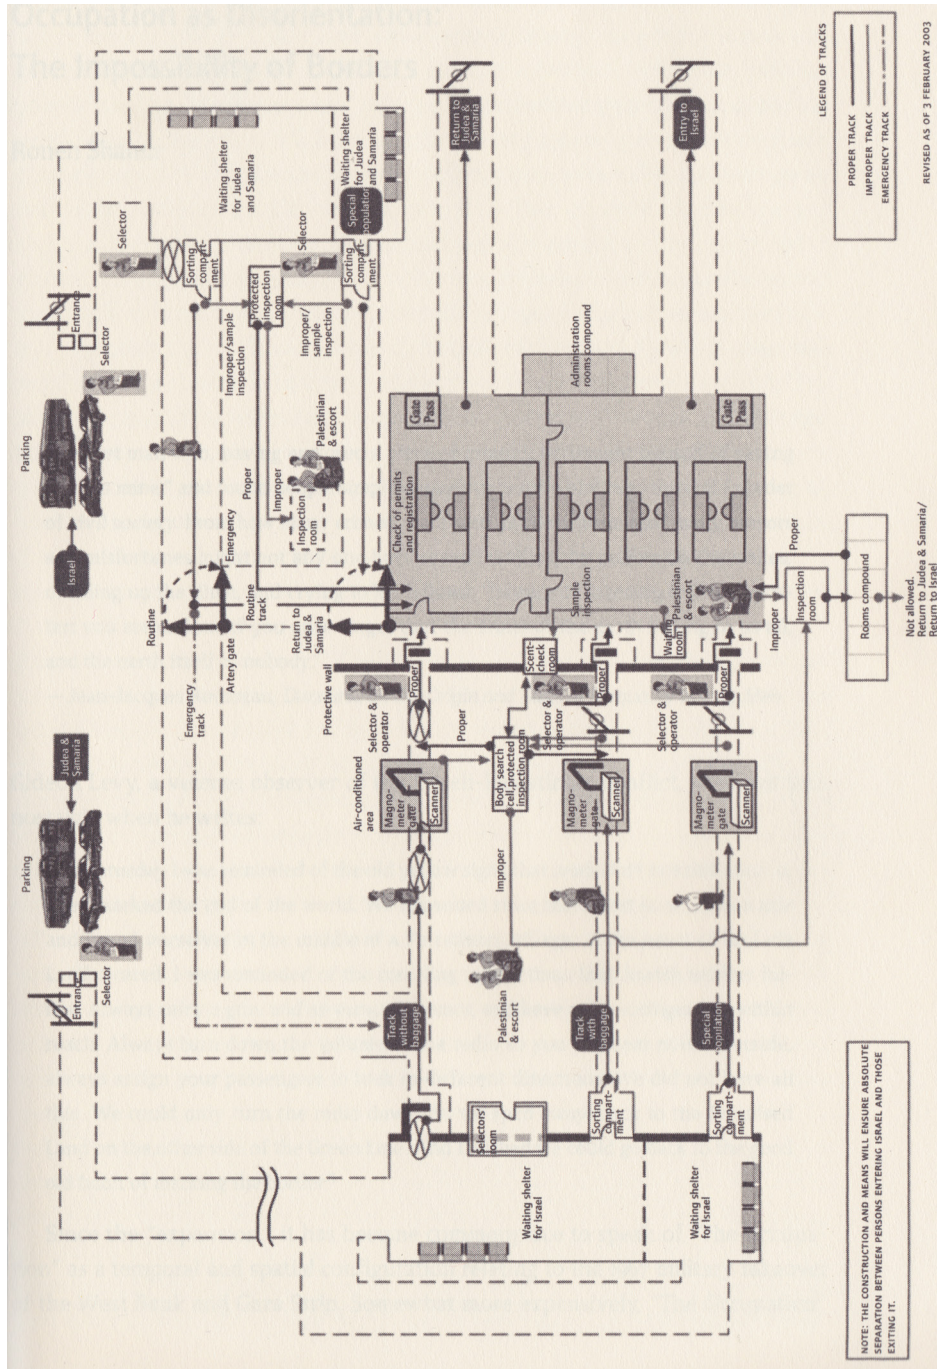 Occupation as Disorientation:
The Impossibility of Borders
Parking
Judea &
Samaria
Entrance
Selector
Parking
Israel
Entrance
Selector
Emergency
track
Artery gate
Routine
Emergency
Routine
track
Return to
Judea &
Samaria
Selector
Sorting
compart-
ment
Waiting shelter
for Judea
and Samaria
Waiting shelter
for Judea
and Samaria
Special
population
Selector
Sorting
compart-
ment
Protected
inspection
room
Improper/sample
inspection
Improper/
sample
inspection
Proper
Improper
Inspection
room
Palestinian
& escort
Protective wall
Air-conditioned
area
Track without
baggage
Magno-
meter
gate
Scanner
Selector &
operator
Proper
Proper
Check of permits
and registration
Gate
Pass
Return to
Judea &
Samaria
Selectors'
room
Palestinian
& escort
Improper
Body search
cell,protected
inspection room
Scent-
check
room
Sample
inspection
Administration
rooms compound
Waiting shelter
for Israel
Sorting
compart-
ment
Track
with
baggage
Magno-
meter
gate
Scanner
Selector &
operator
Proper
Waiting
room
Palestinian
& escort
Waiting shelter
for Israel
Sorting
compart-
ment
Special
population
Magno-
meter
gate
Scanner
Selector &
operator
Proper
Gate
Pass
Entry to
Israel
Improper
Inspection
room
Proper
Rooms compound
Not allowed.
Return to Judea & Samaria/
Return to Israel
NOTE: THE CONSTRUCTION AND MEANS WILL ENSURE ABSOLUTE
SEPARATION BETWEEN PERSONS ENTERING ISRAEL AND THOSE
EXITING IT.
LEGEND OF TRACKS
PROPER TRACK
IMPROPER TRACK
EMERGENCY TRACK
REVISED AS OF 3 FEBRUARY 2003